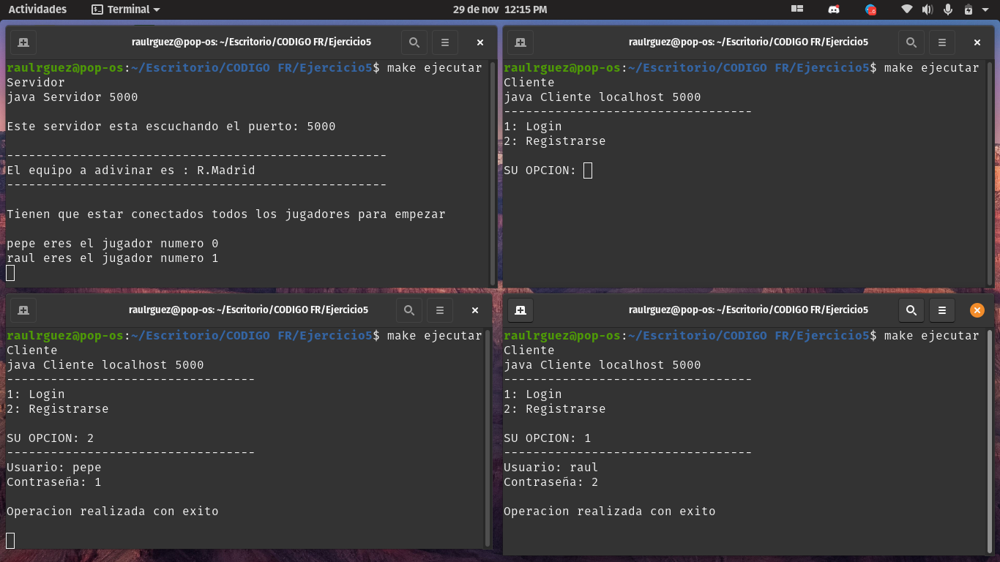 Actividades
Terminal
29 de nov 12:15 PM
6
raulrguez@pop-os: ~/Escritorio/CODIGO FR/Ejercicio5
raulrguez@pop-os:~/Escritorio/CODIGO FR/Ejercicio5$ make ejecutar
Servidor
java Servidor 5000
Este servidor esta escuchando el puerto: 5000
----------------------------------------------------
El equipo a adivinar es : R.Madrid
----------------------------------------------------
Tienen que estar conectados todos los jugadores para empezar
pepe eres el jugador numero 0
raul eres el jugador numero 1
raulrguez@pop-os: ~/Escritorio/CODIGO FR/Ejercicio5
raulrguez@pop-os:~/Escritorio/CODIGO FR/Ejercicio5$ make ejecutar
Cliente
java Cliente localhost 5000
----------------------------------
1: Login
2: Registrarse
SU OPCION:
raulrguez@pop-os: ~/Escritorio/CODIGO FR/Ejercicio5
raulrguez@pop-os:~/Escritorio/CODIGO FR/Ejercicio5$ make ejecutar
Cliente
java Cliente localhost 5000
----------------------------------
1: Login
2: Registrarse
SU OPCION: 2
----------------------------------
Usuario: pepe
Contraseña: 1
Operacion realizada con exito
raulrguez@pop-os: ~/Escritorio/CODIGO FR/Ejercicio5
raulrguez@pop-os:~/Escritorio/CODIGO FR/Ejercicio5$ make ejecutar
Cliente
java Cliente localhost 5000
----------------------------------
1: Login
2: Registrarse
SU OPCION: 1
----------------------------------
Usuario: raul
Contraseña: 2
Operacion realizada con exito